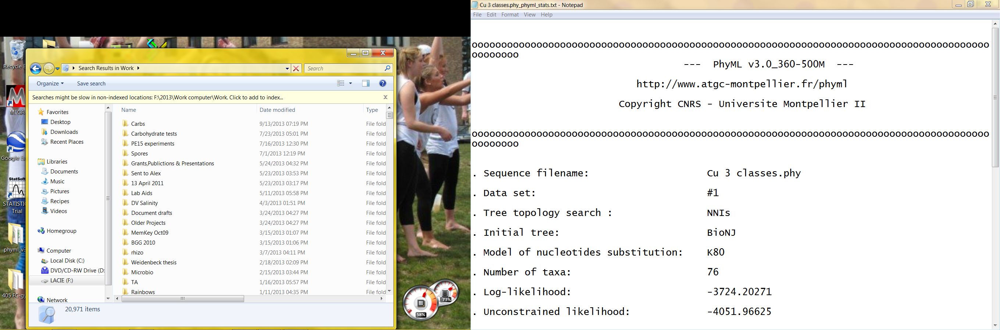 Recycle
MEGA
Google Ea
StatSoft
STATISTIC
Trial
phyml_v3
405 FC-gy
Search Results in Work
Search
Organize
Save search
Searches might be slow in non-indexed locations: F:\2013\Work computer\Work. Click to add to index...
x
Favorites
Desktop
Downloads
Recent Places
Libraries
Documents
Music
Pictures
Recipes
Videos
Homegroup
Computer
Local Disk (C:)
DVD/CD-RW Drive (D:
LACIE (F:)
Network
Name Date modified Type
Carbs 9/13/2013 07:19 PM File fold
Carbohydrate tests 7/23/2013 05:01 PM File fold
PE15 experiments 7/16/2013 12:30 PM File fold
Spores 7/1/2013 12:19 PM File fold
Grants,Publictions & Presentations 5/24/2013 04:32 PM File fold
Sent to Alex 5/23/2013 03:53 PM File fold
13 April 2011 5/23/2013 03:17 PM File fold
Lab Aids 5/11/2013 05:58 PM File fold
DV Salinity 4/3/2013 01:51 PM File fold
Document drafts 3/24/2013 04:27 PM File fold
Older Projects 3/24/2013 04:27 PM File fold
MemKey Oct09 3/15/2013 01:07 PM File fold
BGG 2010 3/15/2013 01:06 PM File fold
rhizo 3/7/2013 04:11 PM File fold
Weidenbeck thesis 2/18/2013 02:09 PM File fold
Microbio 2/15/2013 03:44 PM File fold
TA 1/16/2013 05:57 PM File fold
Rainbows 1/11/2013 04:35 PM File fold
20,971 items
73%
58%
Cu 3 classes.phy_phyml_stats.txt - Notepad
File Edit Format View Help
oooooooooooooooooooooooooooooooooooooooooooooooooooooooooooooooooooooooooooooooooooooooo
oooooooo
--- PhyML v3.0_360-500M ---
http://www.atgc-montpellier.fr/phyml
Copyright CNRS - Universite Montpellier II
oooooooooooooooooooooooooooooooooooooooooooooooooooooooooooooooooooooooooooooooooooooooo
oooooooo
. Sequence filename: Cu 3 classes.phy
. Data set: #1
. Tree topology search : NNIs
. Initial tree: BioNJ
. Model of nucleotides substitution: K80
. Number of taxa: 76
. Log-likelihood: -3724.20271
. Unconstrained likelihood: -4051.96625